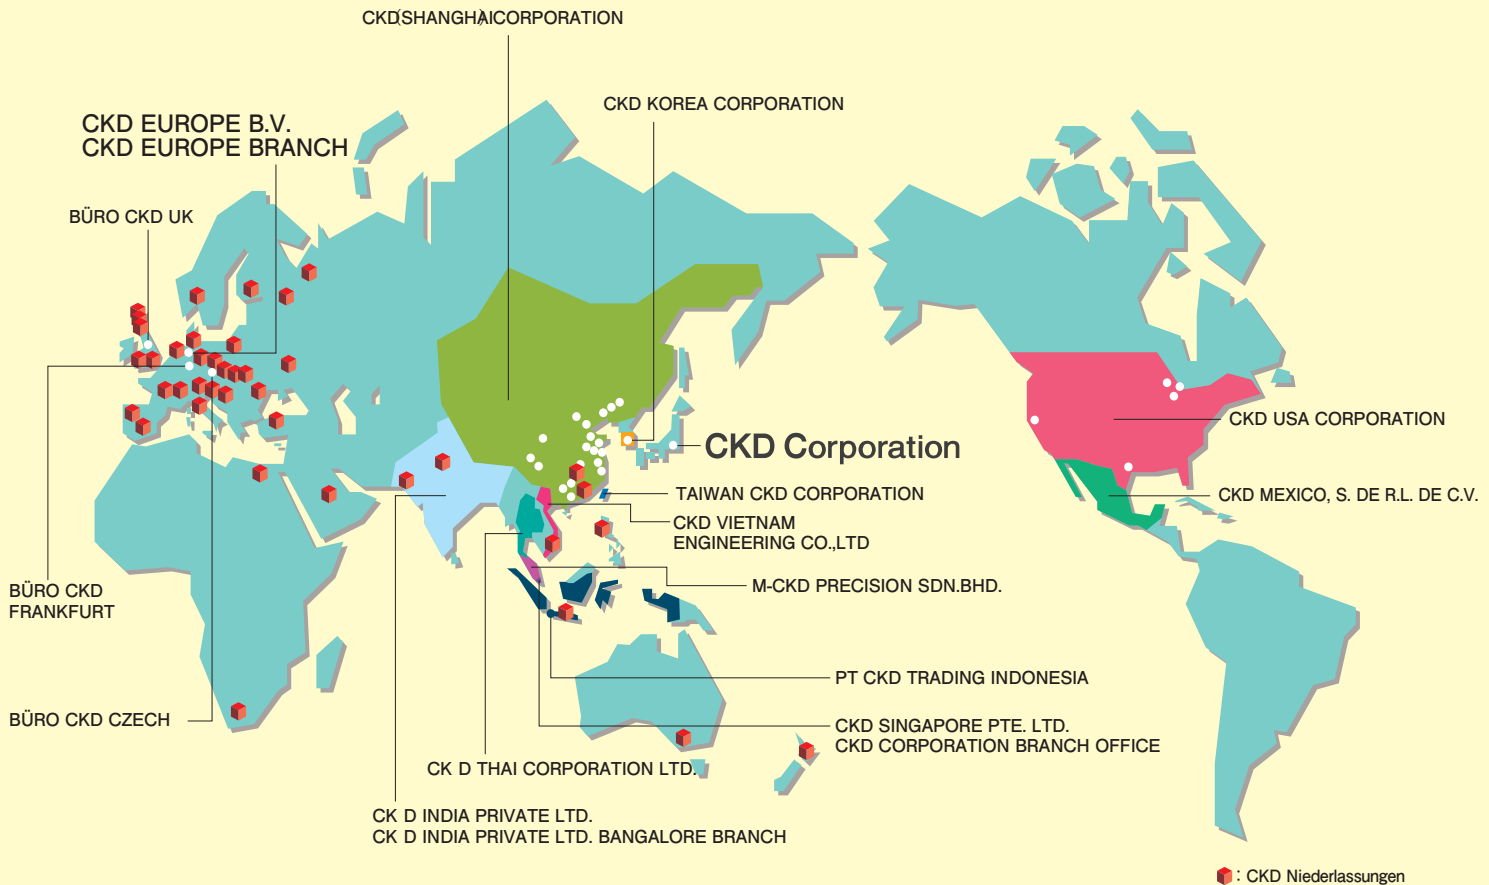 CKD(SHANGHAI)CORPORATION
CKD KOREA CORPORATION
CKD EUROPE B.V.
CKD EUROPE BRANCH
BÜRO CKD UK
CKD USA CORPORATION
CKD Corporation
TAIWAN CKD CORPORATION
CKD MEXICO, S. DE R.L. DE C.V.
CKD VIETNAM
ENGINEERING CO.,LTD
M-CKD PRECISION SDN.BHD.
BÜRO CKD
FRANKFURT
PT CKD TRADING INDONESIA
BÜRO CKD CZECH
CKD SINGAPORE PTE. LTD.
CKD CORPORATION BRANCH OFFICE
CK D THAI CORPORATION LTD.
CK D INDIA PRIVATE LTD.
CK D INDIA PRIVATE LTD. BANGALORE BRANCH
: CKD Niederlassungen